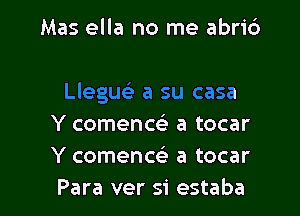 Mas ella no me abrió
Llegué a su casa
Y comencé a tocar
Y comencé a tocar
Para ver si estaba